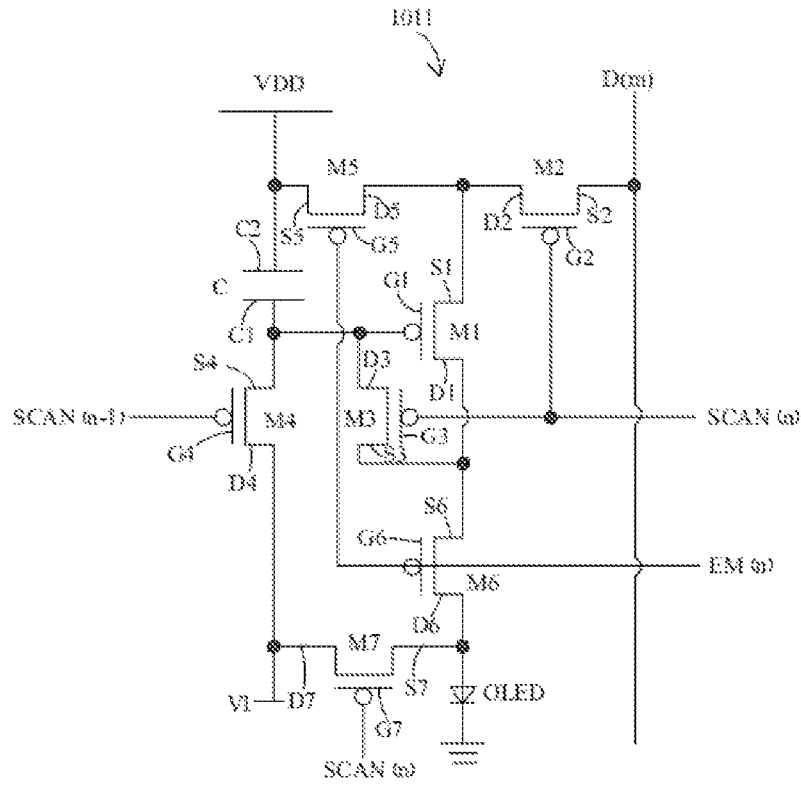 1011
VDD
D(m)
M5
M2
S5
D5
G5
D2
S2
G2
C2
C
C1
G1
S1
M1
D1
S4
D3
SCAN (n-1)
M4
M3
G3
SCAN (n)
G4
D4
S3
S6
G6
EM (n)
M6
D6
M7
S7
OLED
VI
D7
G7
SCAN (n)